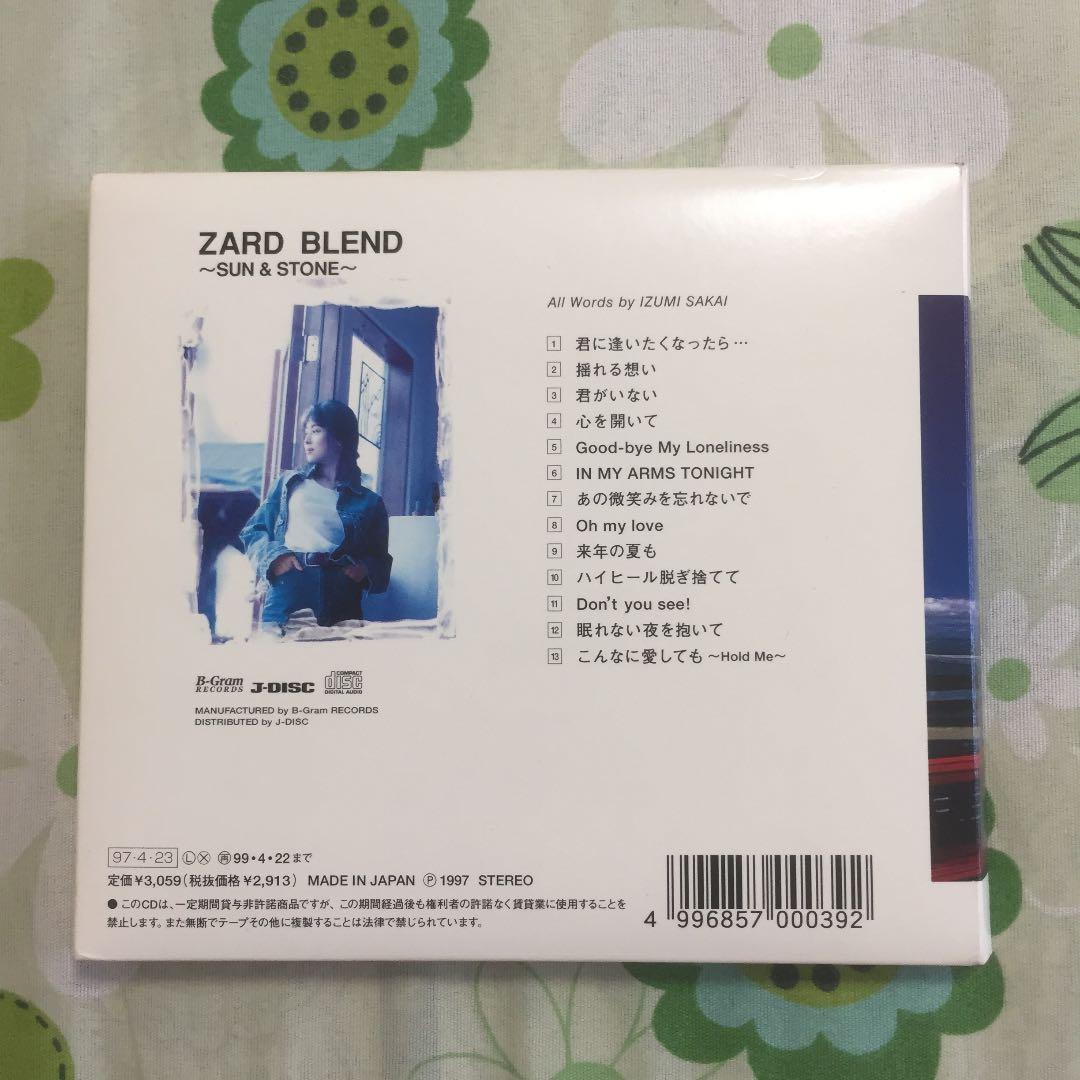 ZARD BLEND
〜SUN & STONE〜
All Words by IZUMI SAKAI
1 君に逢いたくなったら…
2 揺れる想い
3 君がいない
4 心を開いて
5 Good-bye My Loneliness
6 IN MY ARMS TONIGHT
7 あの微笑みを忘れないで
8 Oh my love
9 来年の夏も
10 ハイヒール脱ぎ捨てて
11 Don't you see!
12 眠れない夜を抱いて
13 こんなに愛しても 〜Hold Me〜
B-Gram RECORDS J-DISC COMPACT disc DIGITAL AUDIO
MANUFACTURED by B-Gram RECORDS
DISTRIBUTED by J-DISC
97・4・23 Ⓛ Ⓧ ㊞99・4・22まで
定価¥3,059(税抜価格¥2,913) MADE IN JAPAN Ⓟ 1997 STEREO
● このCDは、一定期間貸与非許諾商品ですが、この期間経過後も権利者の許諾なく賃貸業に使用することを
禁止します。また無断でテープその他に複製することは法律で禁じられています。
4 996857 000392